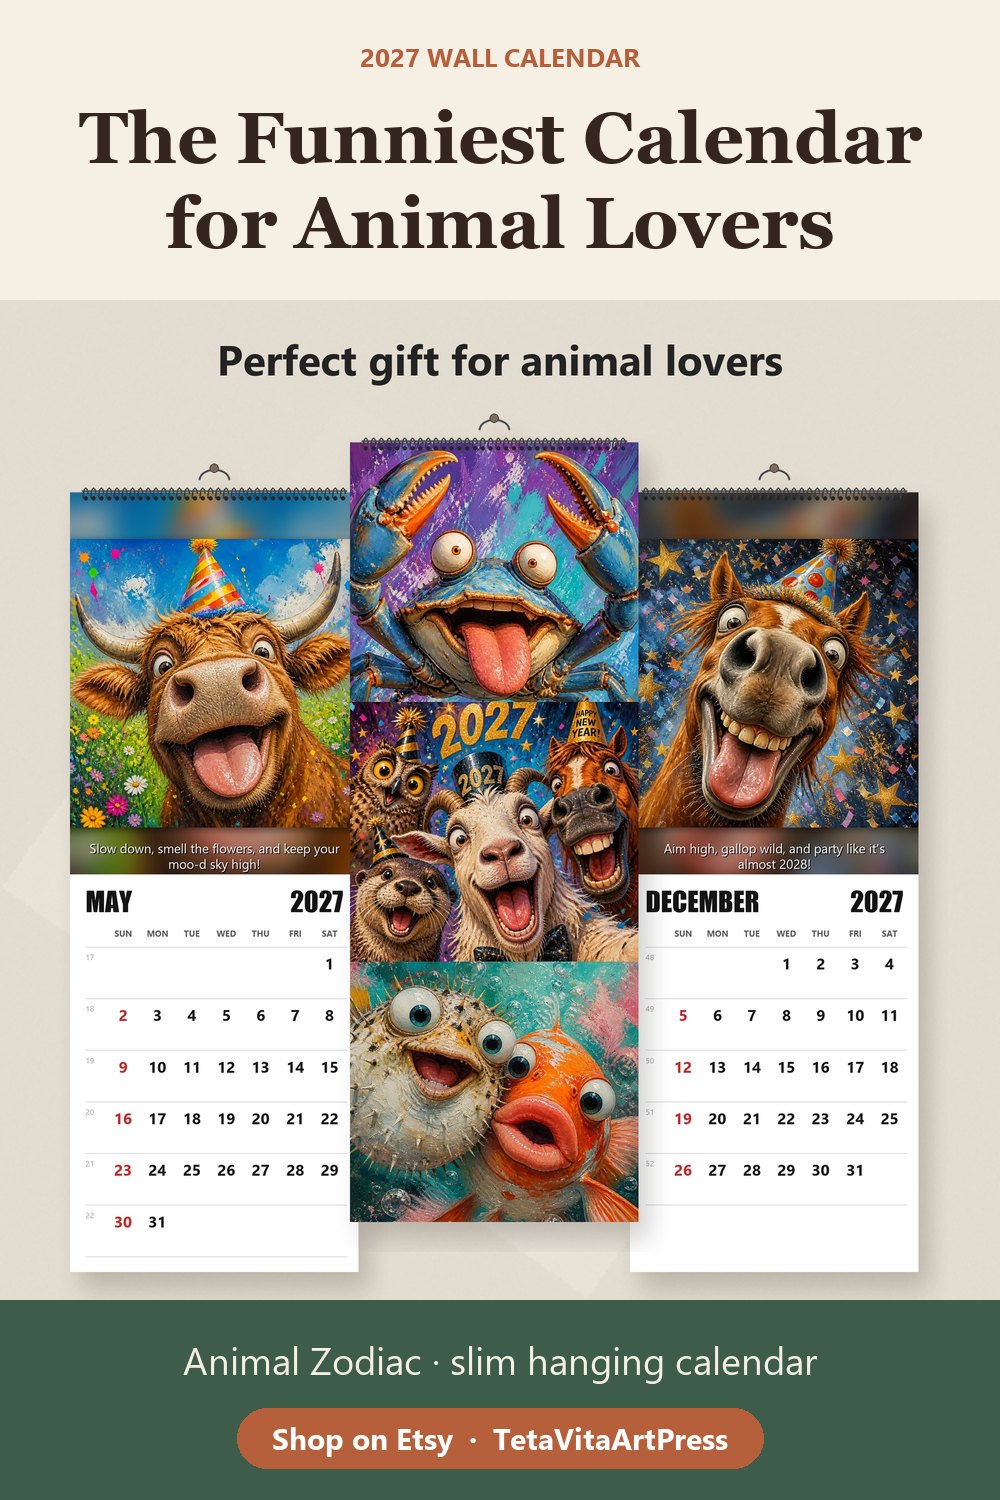 2027 WALL CALENDAR
The Funniest Calendar
for Animal Lovers
Perfect gift for animal lovers
2027
HAPPY
NEW
YEAR!
2027
Slow down, smell the flowers, and keep your
moo-d sky high!
MAY 2027
SUN MON TUE WED THU FRI SAT
17 1
18 2 3 4 5 6 7 8
19 9 10 11 12 13 14 15
20 16 17 18 19 20 21 22
21 23 24 25 26 27 28 29
22 30 31
Aim high, gallop wild, and party like it's
almost 2028!
DECEMBER 2027
SUN MON TUE WED THU FRI SAT
48 1 2 3 4
49 5 6 7 8 9 10 11
50 12 13 14 15 16 17 18
51 19 20 21 22 23 24 25
52 26 27 28 29 30 31
Animal Zodiac · slim hanging calendar
Shop on Etsy · TetaVitaArtPress